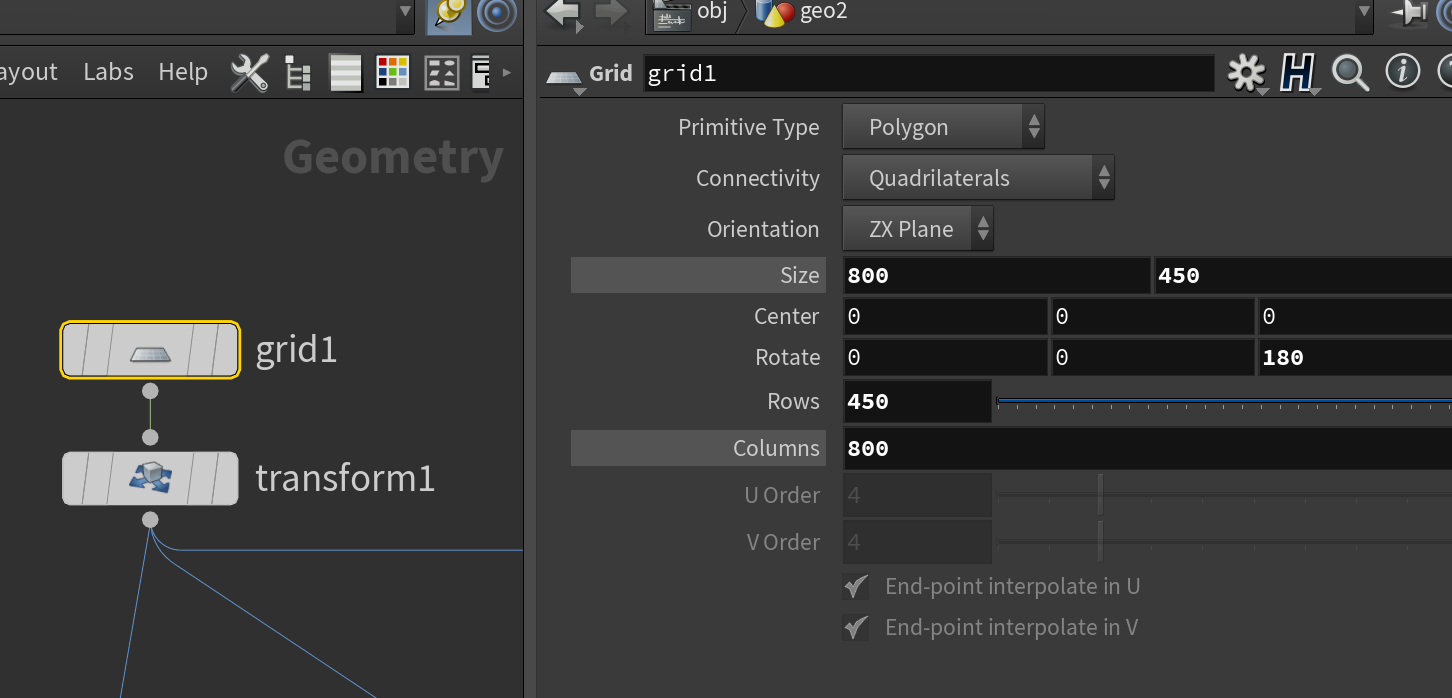 obj geo2
ayout Labs Help
Grid grid1
Geometry
Primitive Type Polygon
Connectivity Quadrilaterals
Orientation ZX Plane
Size 800 450
Center 0 0 0
Rotate 0 0 180
Rows 450
Columns 800
U Order 4
V Order 4
End-point interpolate in U
End-point interpolate in V
grid1
transform1